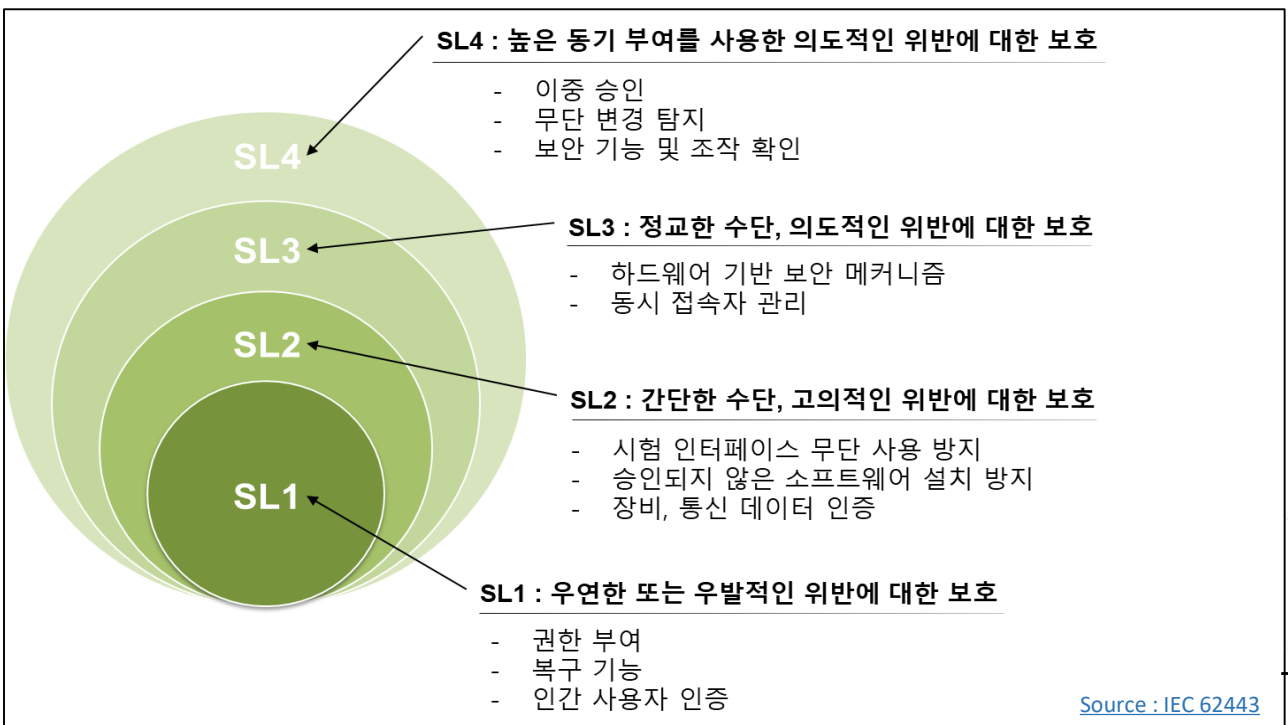 SL4 : 높은 동기 부여를 사용한 의도적인 위반에 대한 보호
- 이중 승인
- 무단 변경 탐지
- 보안 기능 및 조작 확인
SL4
SL3 : 정교한 수단, 의도적인 위반에 대한 보호
- 하드웨어 기반 보안 메커니즘
- 동시 접속자 관리
SL3
SL2
SL2 : 간단한 수단, 고의적인 위반에 대한 보호
- 시험 인터페이스 무단 사용 방지
- 승인되지 않은 소프트웨어 설치 방지
- 장비, 통신 데이터 인증
SL1
SL1 : 우연한 또는 우발적인 위반에 대한 보호
- 권한 부여
- 복구 기능
- 인간 사용자 인증
Source : IEC 62443